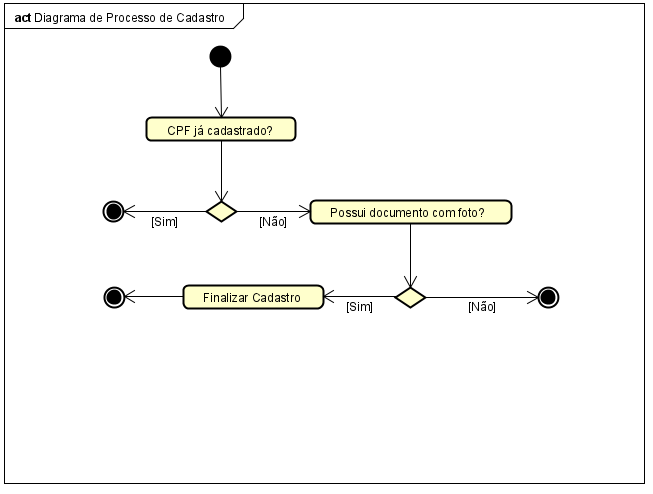 act Diagrama de Processo de Cadastro
CPF já cadastrado?
[Sim]
[Não]
Possui documento com foto?
Finalizar Cadastro
[Sim]
[Não]